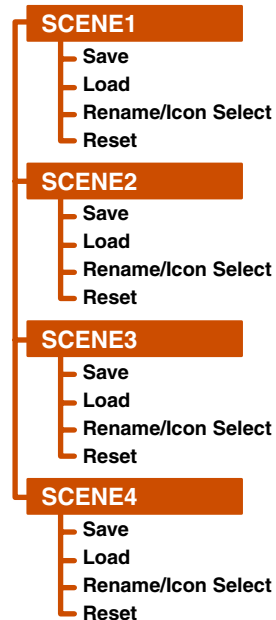 SCENE1
Save
Load
Rename/Icon Select
Reset
SCENE2
Save
Load
Rename/Icon Select
Reset
SCENE3
Save
Load
Rename/Icon Select
Reset
SCENE4
Save
Load
Rename/Icon Select
Reset